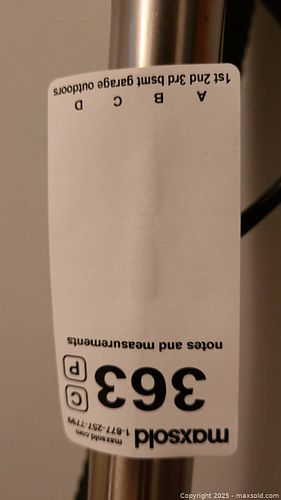 maxsold maxsold.com
1-877-257-7799
363 C
P
notes and measurements
A B C D
1st 2nd 3rd bsmt garage outdoors
Copyright 2025 - maxsold.com